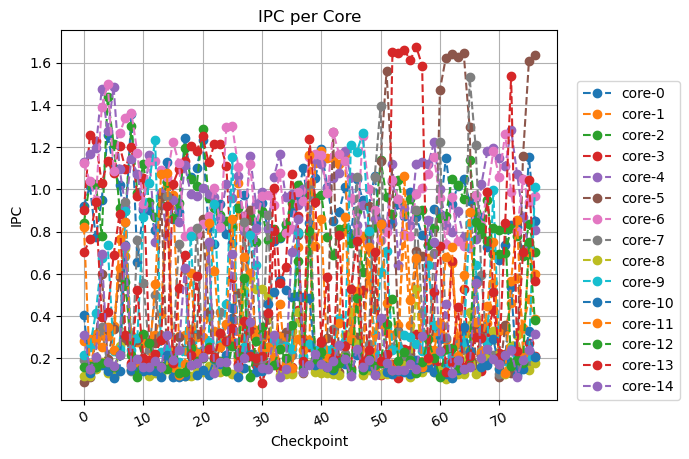 IPC per Core
IPC
1.6
1.4
1.2
1.0
0.8
0.6
0.4
0.2
0
10
20
30
40
50
60
70
Checkpoint
core-0
core-1
core-2
core-3
core-4
core-5
core-6
core-7
core-8
core-9
core-10
core-11
core-12
core-13
core-14